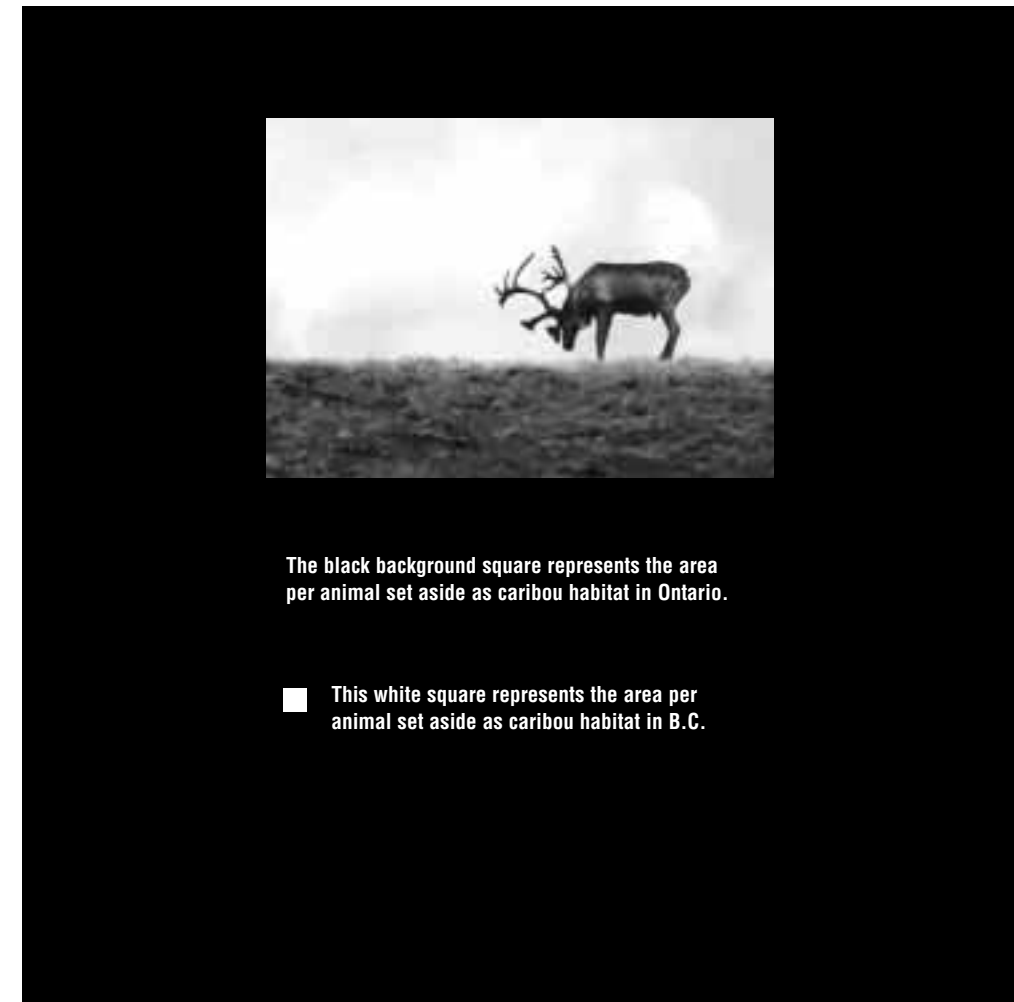 The black background square represents the area
per animal set aside as caribou habitat in Ontario.
This white square represents the area per
animal set aside as caribou habitat in B.C.